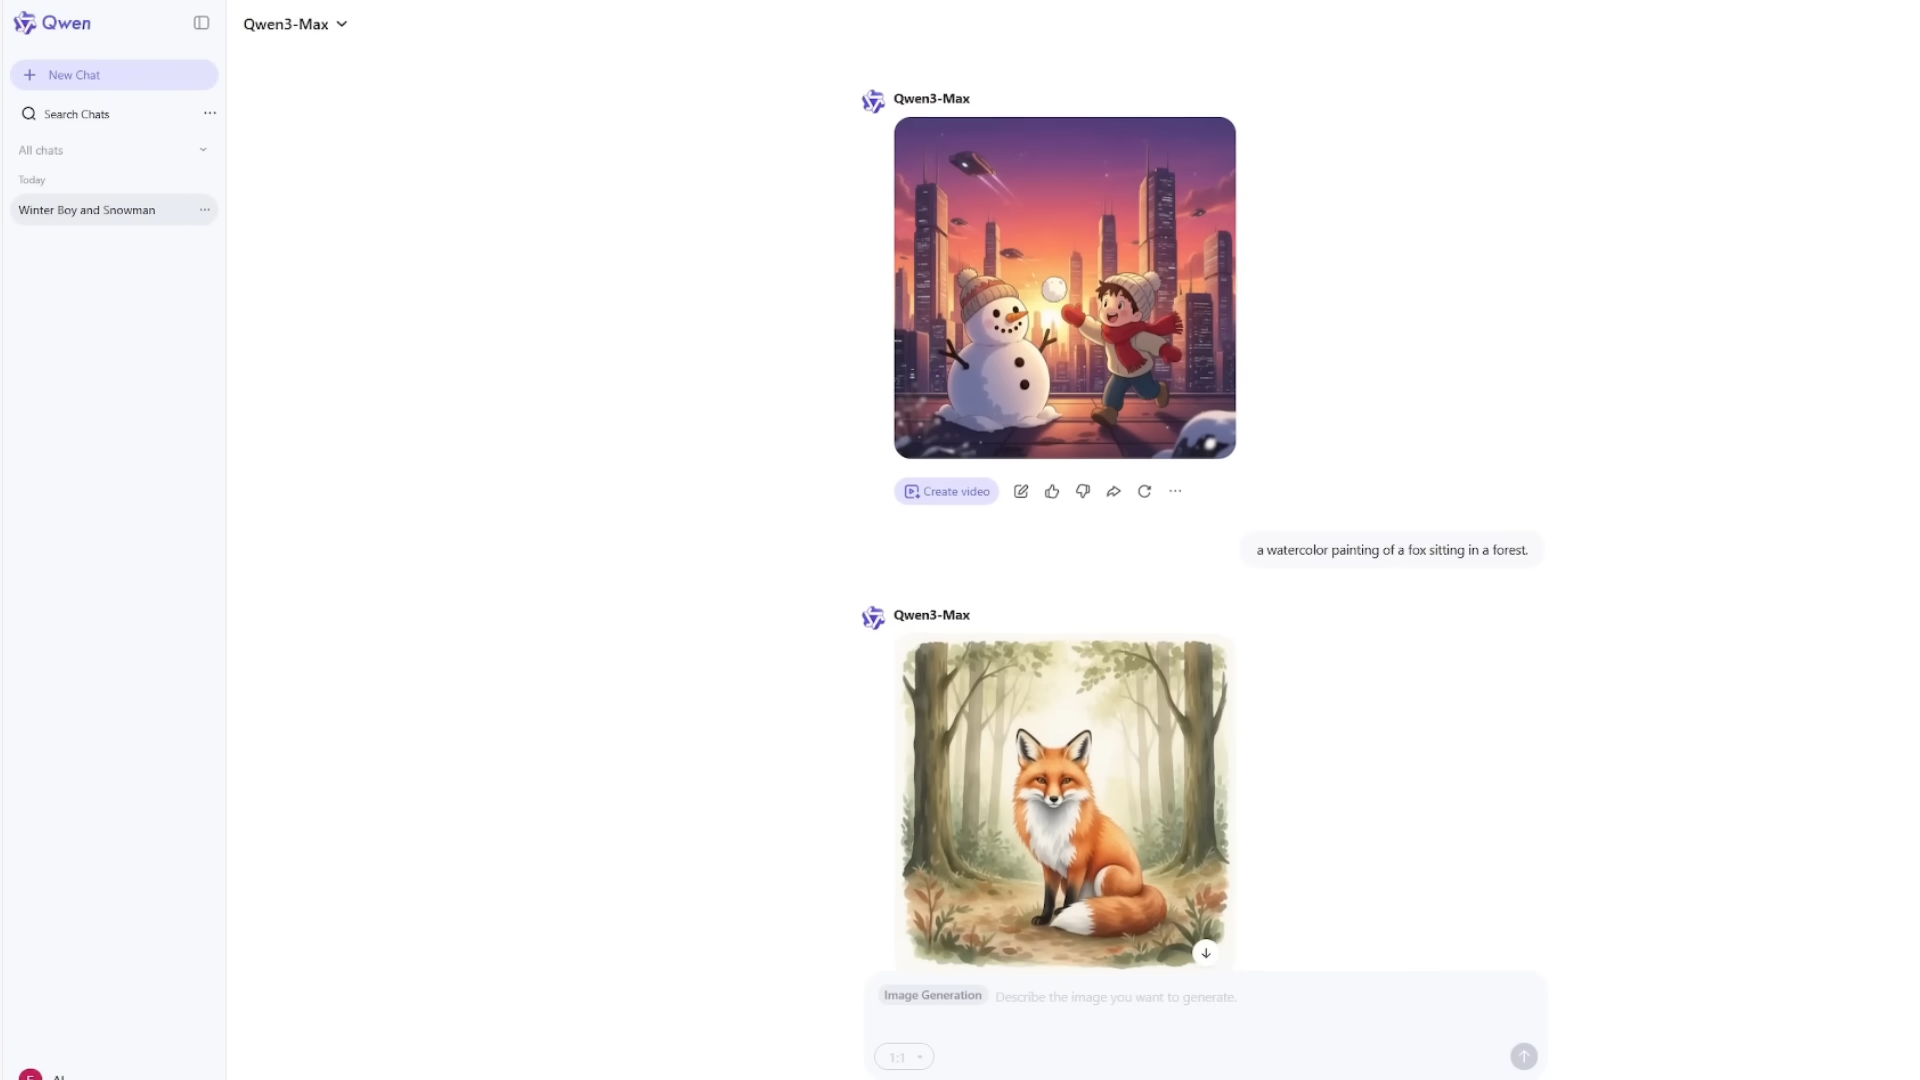 Qwen
New Chat
Search Chats
All chats
Today
Winter Boy and Snowman
Qwen3-Max
Qwen3-Max
Create video
a watercolor painting of a fox sitting in a forest.
Qwen3-Max
Image Generation Describe the image you want to generate.
1:1